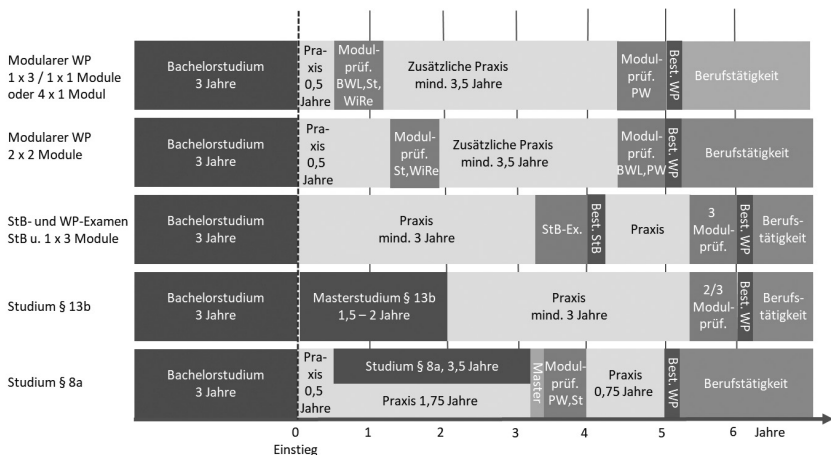 Modularer WP
1 x 3 / 1 x 1 Module
oder 4 x 1 Modul
Bachelorstudium
3 Jahre
Pra-
xis
0,5
Jahre
Modul-
prüf.
BWL,St,
WiRe
Zusätzliche Praxis
mind. 3,5 Jahre
Modul-
prüf.
PW
Best. WP
Berufstätigkeit
Modularer WP
2 x 2 Module
Bachelorstudium
3 Jahre
Pra-
xis
0,5
Jahre
Modul-
prüf.
St,WiRe
Zusätzliche Praxis
mind. 3,5 Jahre
Modul-
prüf.
BWL,PW
Best. WP
Berufstätigkeit
StB- und WP-Examen
StB u. 1 x 3 Module
Bachelorstudium
3 Jahre
Praxis
mind. 3 Jahre
StB-Ex.
Best. StB
Praxis
3
Modul-
prüf.
Best. WP
Berufs-
tätigkeit
Studium § 13b
Bachelorstudium
3 Jahre
Masterstudium § 13b
1,5 – 2 Jahre
Praxis
mind. 3 Jahre
2/3
Modul-
prüf.
Best. WP
Berufs-
tätigkeit
Studium § 8a
Bachelorstudium
3 Jahre
Pra-
xis
0,5
Jahre
Studium § 8a, 3,5 Jahre
Praxis 1,75 Jahre
Master
Modul-
prüf.
PW,St
Praxis
0,75 Jahre
Best. WP
Berufstätigkeit
0 1 2 3 4 5 6 Jahre
Einstieg